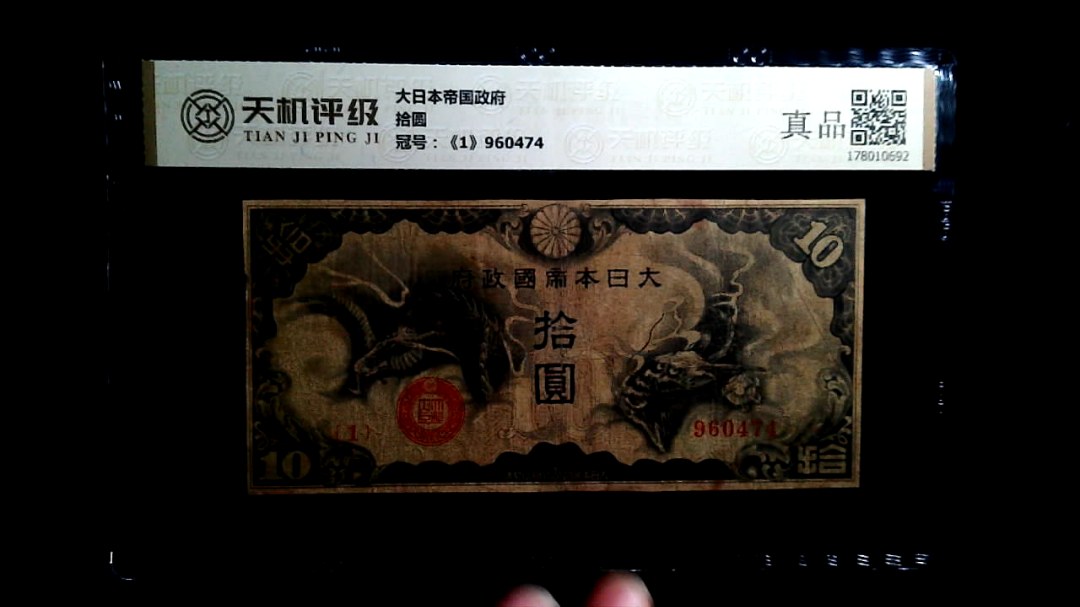 天机评级
TIAN JI PING JI
大日本帝国政府
拾圆
冠号：《1》960474
真品
178010692
10
府政國帝本日大
拾
圓
(1)
960474
10
拾